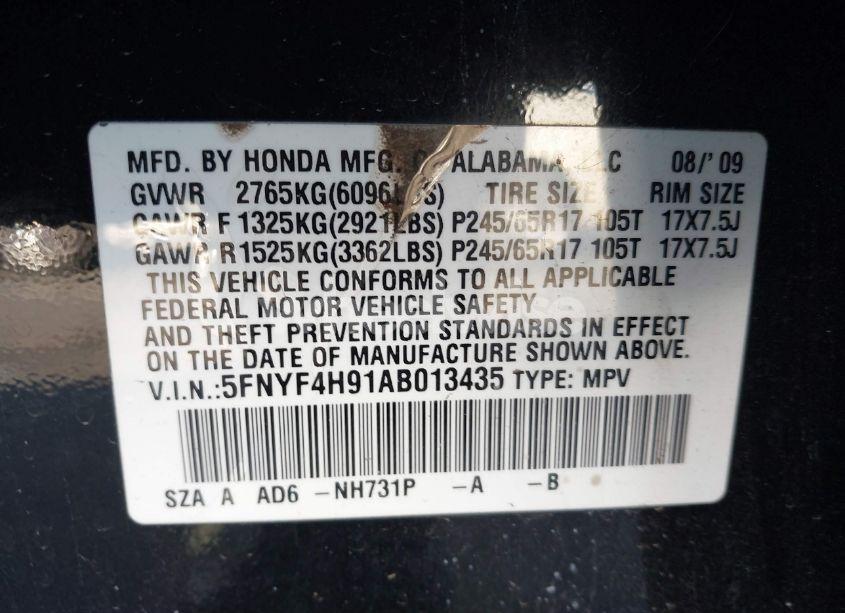 MFD. BY HONDA MFG. ALABAMA, LLC 08/'09
GVWR 2765KG(6096LBS) TIRE SIZE RIM SIZE
GAWR F 1325KG(2921LBS) P245/65R17 105T 17X7.5J
GAWR R 1525KG(3362LBS) P245/65R17 105T 17X7.5J
THIS VEHICLE CONFORMS TO ALL APPLICABLE
FEDERAL MOTOR VEHICLE SAFETY
AND THEFT PREVENTION STANDARDS IN EFFECT
ON THE DATE OF MANUFACTURE SHOWN ABOVE.
V.I.N.:5FNYF4H91AB013435 TYPE: MPV
SZA A AD6 -NH731P -A -B